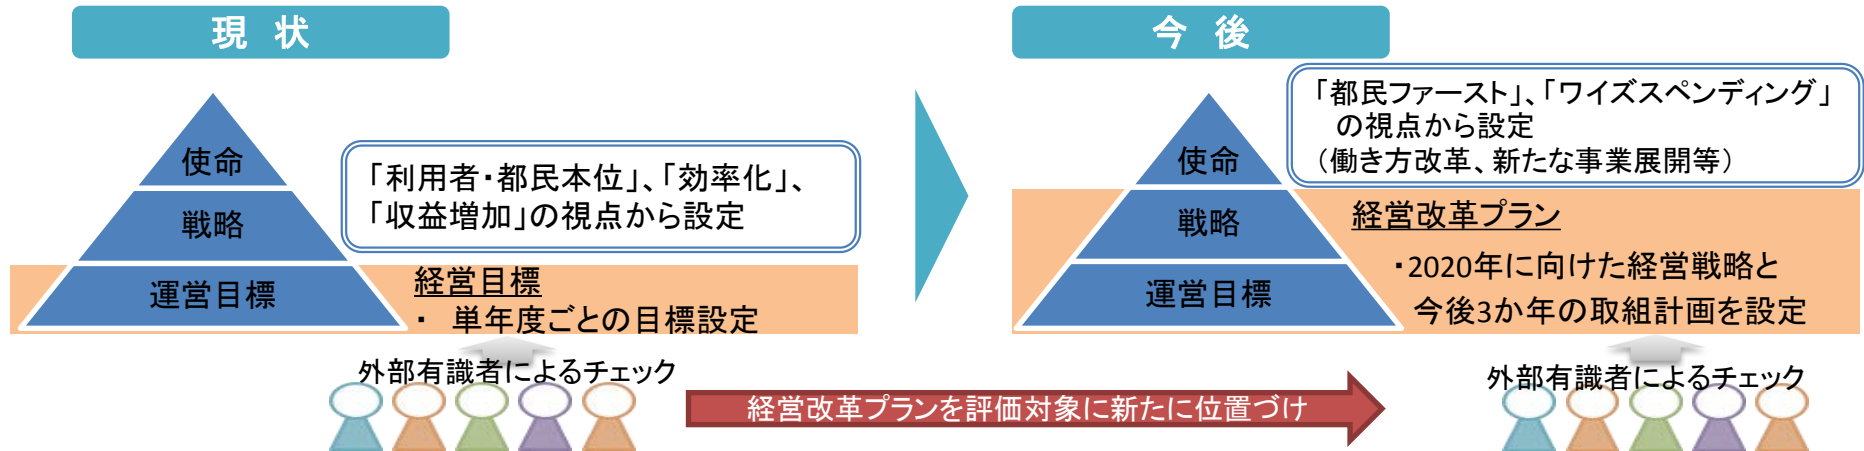 現 状
使命
戦略
運営目標
「利用者・都民本位」、「効率化」、
「収益増加」の視点から設定
経営目標
・ 単年度ごとの目標設定
外部有識者によるチェック
経営改革プランを評価対象に新たに位置づけ
今 後
使命
戦略
運営目標
「都民ファースト」、「ワイズスペンディング」
の視点から設定
（働き方改革、新たな事業展開等）
経営改革プラン
・2020年に向けた経営戦略と
今後3か年の取組計画を設定
外部有識者によるチェック